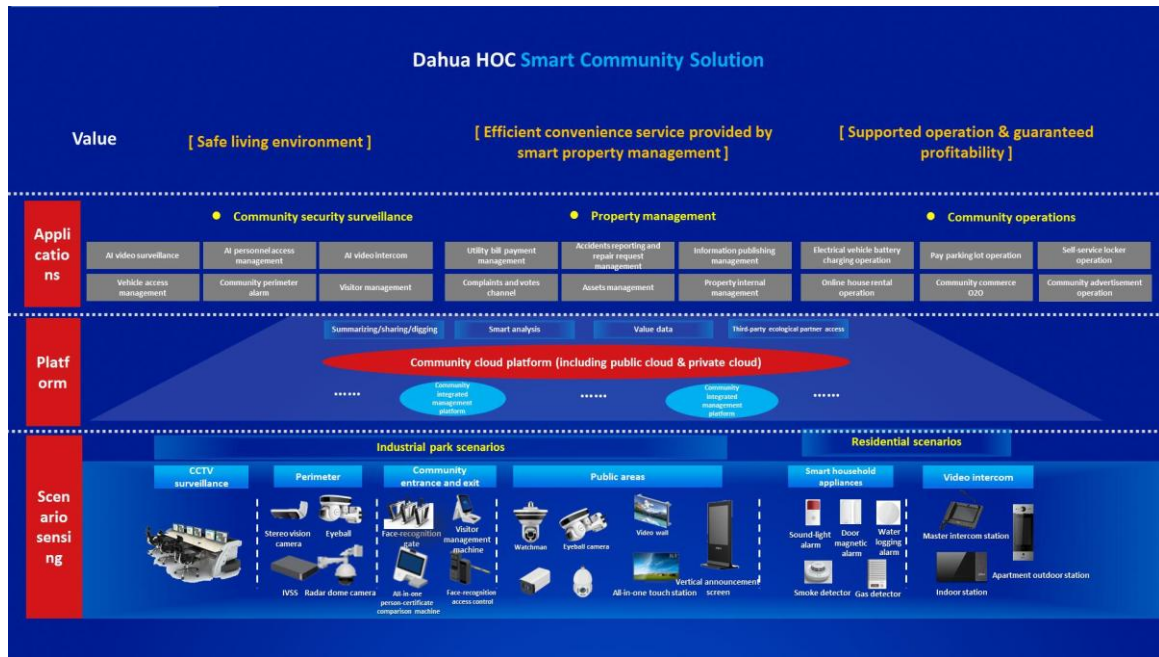 Dahua HOC Smart Community Solution
Value
[ Safe living environment ]
[ Efficient convenience service provided by
smart property management ]
[ Supported operation & guaranteed
profitability ]
Appli
catio
ns
Community security surveillance
Property management
Community operations
AI video surveillance
AI personnel access
management
AI video intercom
Utility bill payment
management
Accidents reporting and
repair request
management
Information publishing
management
Electrical vehicle battery
charging operation
Pay parking lot operation
Self-service locker
operation
Vehicle access
management
Community perimeter
alarm
Visitor management
Complaints and votes
channel
Assets management
Property internal
management
Online house rental
operation
Community commerce
O2O
Community advertisement
operation
Platf
orm
Summarizing/sharing/digging
Smart analysis
Value data
Third-party ecological partner access
Community cloud platform (including public cloud & private cloud)
......
Community
integrated
management
platform
......
Community
integrated
management
platform
......
Scen
ario
sensi
ng
Industrial park scenarios
Residential scenarios
CCTV
surveillance
Perimeter
Community
entrance and exit
Public areas
Smart household
appliances
Video intercom
Stereo vision
camera
Eyeball
IVSS
Radar dome camera
Face-recognition
gate
Visitor
management
machine
All-in-one
person-certificate
comparison machine
Face-recognition
access control
Watchman
Eyeball camera
Video wall
All-in-one touch station
Vertical announcement
screen
Sound-light
alarm
Door
magnetic
alarm
Water
logging
alarm
Smoke detector
Gas detector
Master intercom station
Apartment outdoor station
Indoor station